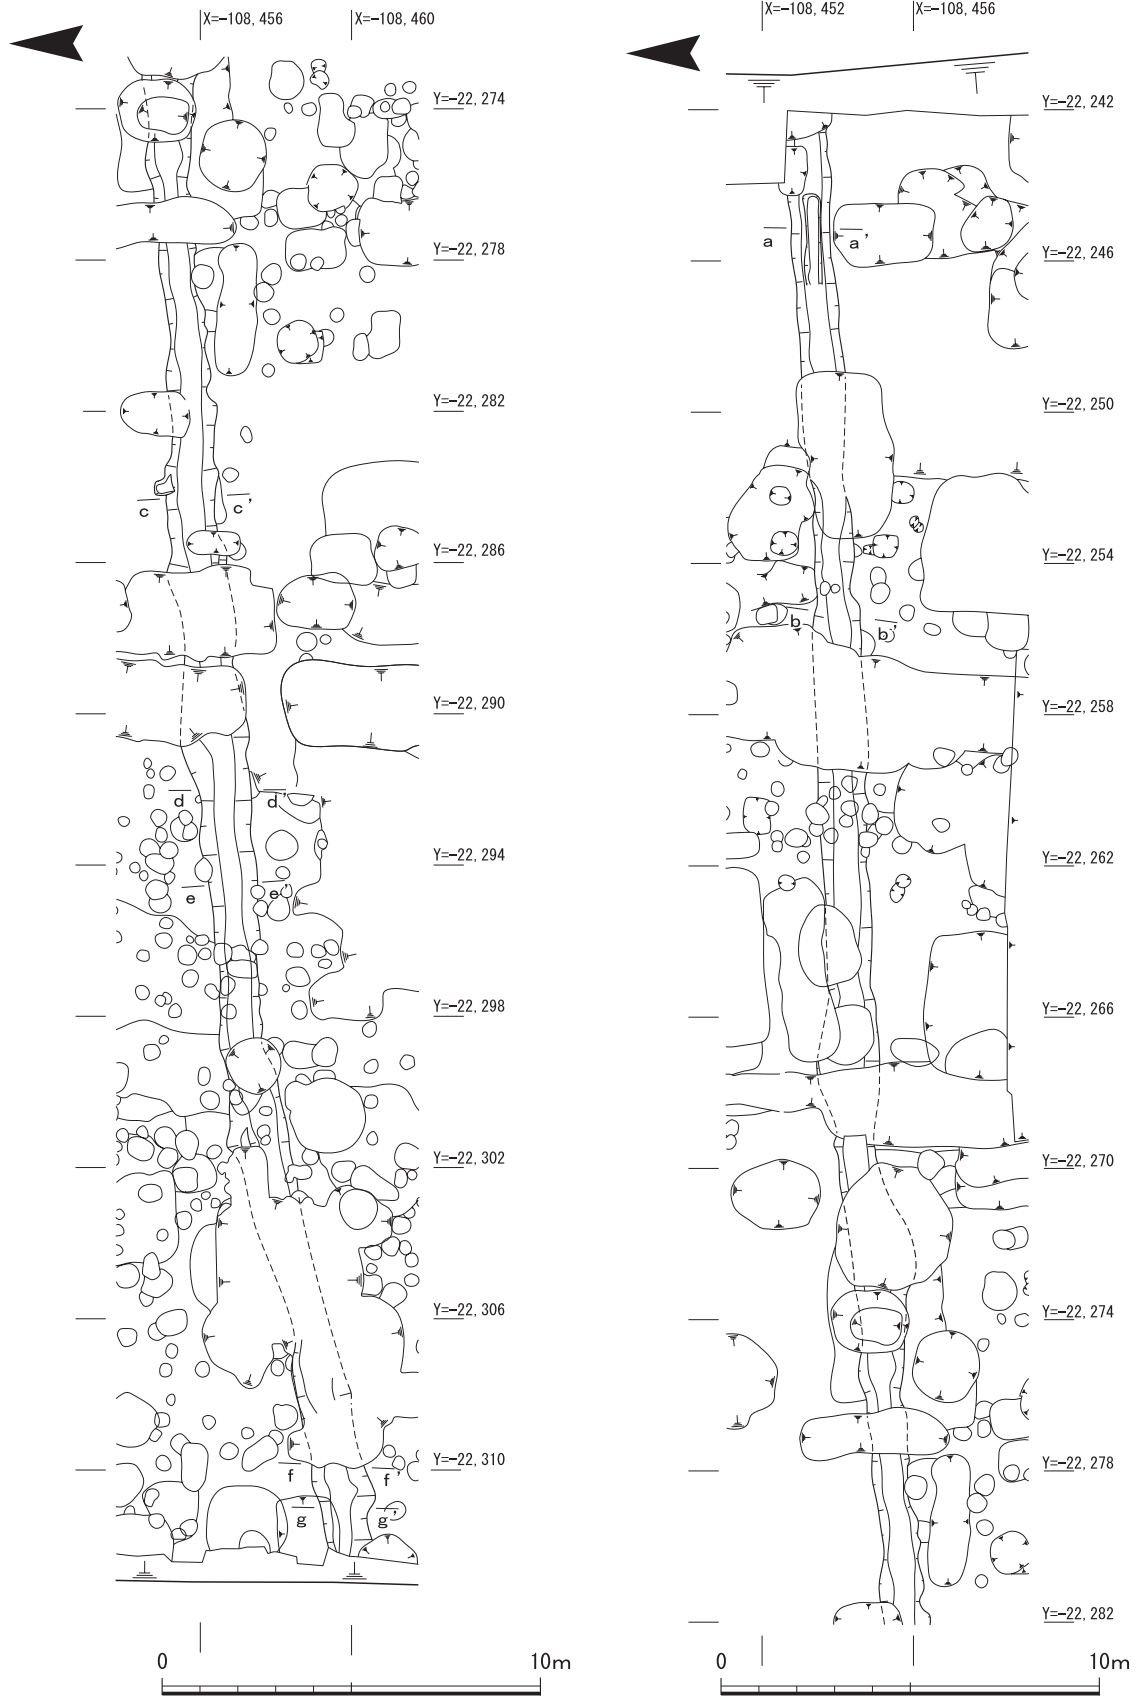 X=-108, 456
X=-108, 460
Y=-22, 274
Y=-22, 278
Y=-22, 282
c
c'
Y=-22, 286
Y=-22, 290
d
d'
Y=-22, 294
e
e'
Y=-22, 298
Y=-22, 302
Y=-22, 306
Y=-22, 310
f
f'
g
g'
0
10m
X=-108, 452
X=-108, 456
Y=-22, 242
a
a'
Y=-22, 246
Y=-22, 250
Y=-22, 254
b
b'
Y=-22, 258
Y=-22, 262
Y=-22, 266
Y=-22, 270
Y=-22, 274
Y=-22, 278
Y=-22, 282
0
10m